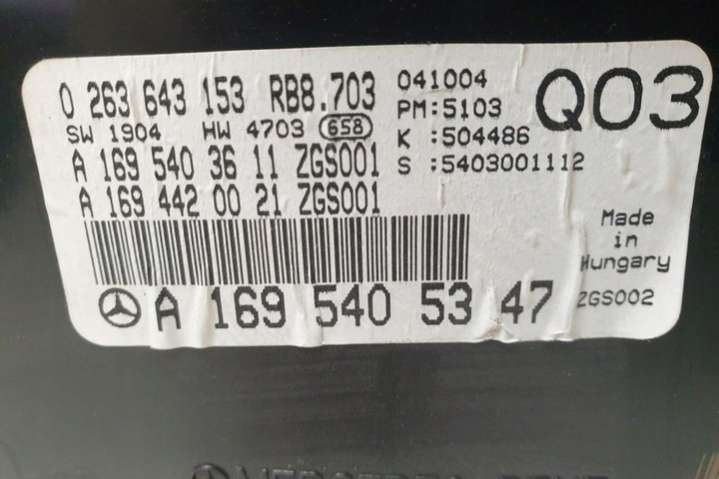 0 263 643 153 RB8.703 041004 Q03
PM:5103
SW 1904 HW 4703 658 K :504486
A 169 540 36 11 ZGS001 S :5403001112
A 169 442 00 21 ZGS001
Made
in
Hungary
A 169 540 53 47 ZGS002